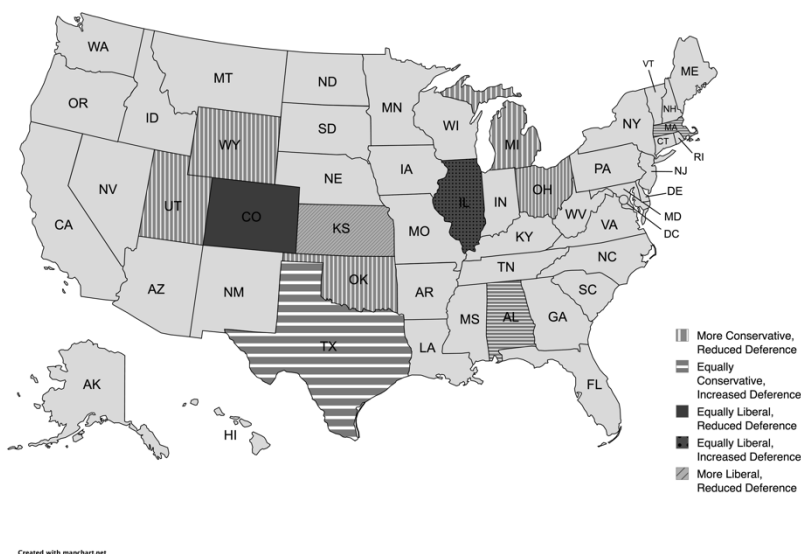 WA
MT
ND
MN
VT
ME
OR
ID
SD
WI
MI
NY
NH
MA
CT
RI
WY
IA
PA
NJ
NE
NV
UT
CO
IL
IN
OH
DE
MD
DC
CA
KS
MO
WV
VA
KY
NC
AZ
NM
OK
AR
TN
SC
MS
AL
GA
TX
LA
FL
AK
HI
More Conservative,
Reduced Deference
Equally
Conservative,
Increased Deference
Equally Liberal,
Reduced Deference
Equally Liberal,
Increased Deference
More Liberal,
Reduced Deference
Created with mapchart.net